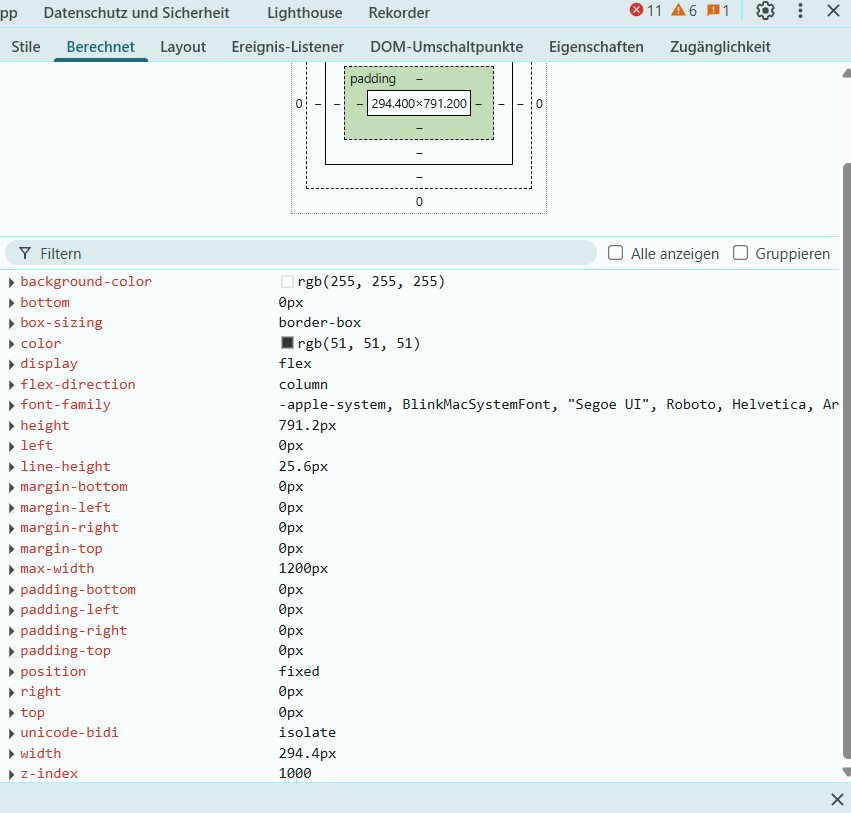 pp Datenschutz und Sicherheit Lighthouse Rekorder 11 6 1
Stile Berechnet Layout Ereignis-Listener DOM-Umschaltpunkte Eigenschaften Zugänglichkeit
padding –
0 – – – 294.400×791.200 – – – 0
–
–
–
0
Filtern Alle anzeigen Gruppieren
background-color rgb(255, 255, 255)
bottom 0px
box-sizing border-box
color rgb(51, 51, 51)
display flex
flex-direction column
font-family -apple-system, BlinkMacSystemFont, "Segoe UI", Roboto, Helvetica, Ar
height 791.2px
left 0px
line-height 25.6px
margin-bottom 0px
margin-left 0px
margin-right 0px
margin-top 0px
max-width 1200px
padding-bottom 0px
padding-left 0px
padding-right 0px
padding-top 0px
position fixed
right 0px
top 0px
unicode-bidi isolate
width 294.4px
z-index 1000